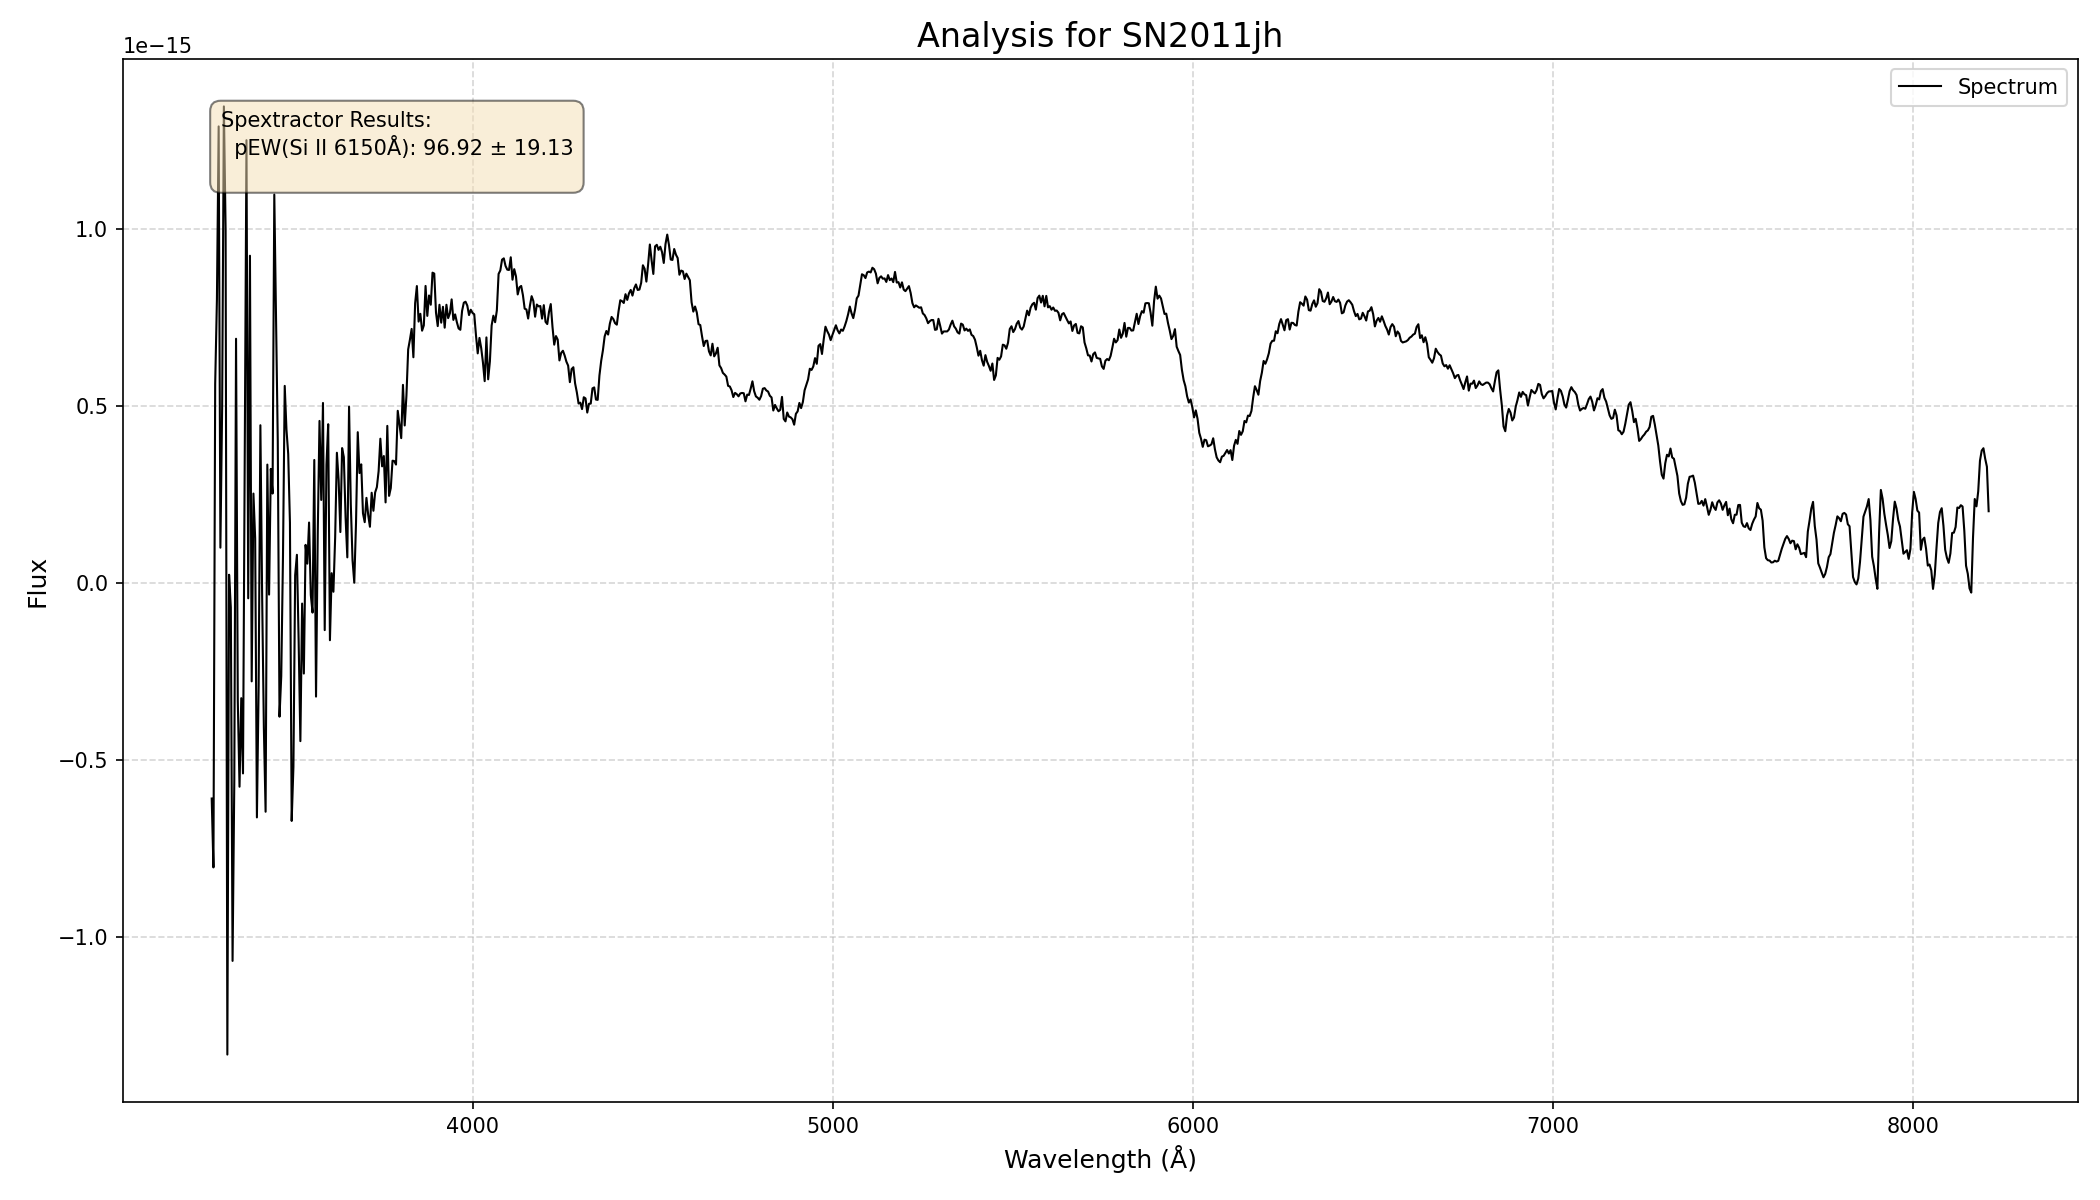 Analysis for SN2011jh
1e−15
Spectrum
Spextractor Results:
pEW(Si II 6150Å): 96.92 ± 19.13
1.0
0.5
0.0
−0.5
−1.0
Flux
4000 5000 6000 7000 8000
Wavelength (Å)